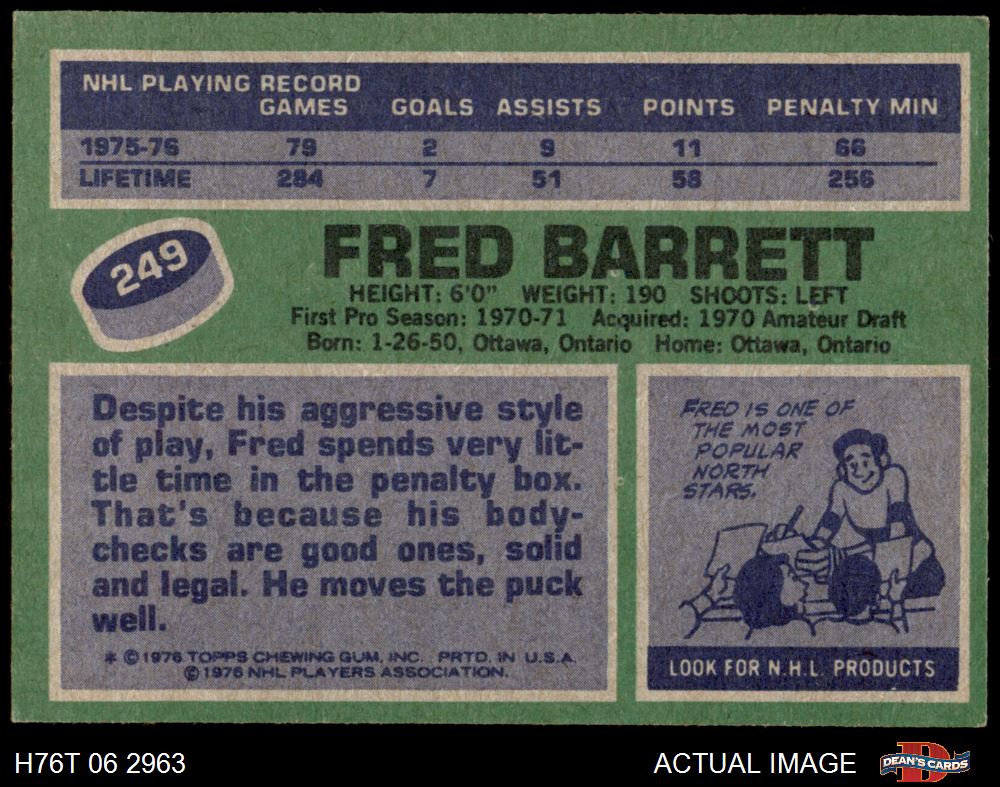 NHL PLAYING RECORD
GAMES GOALS ASSISTS POINTS PENALTY MIN
1975-76 79 2 9 11 66
LIFETIME 284 7 51 58 256
249
FRED BARRETT
HEIGHT: 6'0" WEIGHT: 190 SHOOTS: LEFT
First Pro Season: 1970-71 Acquired: 1970 Amateur Draft
Born: 1-26-50, Ottawa, Ontario Home: Ottawa, Ontario
Despite his aggressive style
of play, Fred spends very lit-
tle time in the penalty box.
That's because his body-
checks are good ones, solid
and legal. He moves the puck
well.
* © 1976 TOPPS CHEWING GUM, INC. PRTD. IN U.S.A.
© 1976 NHL PLAYERS ASSOCIATION.
FRED IS ONE OF
THE MOST
POPULAR
NORTH
STARS.
LOOK FOR N.H.L. PRODUCTS
H76T 06 2963
ACTUAL IMAGE
D
DEAN'S CARDS